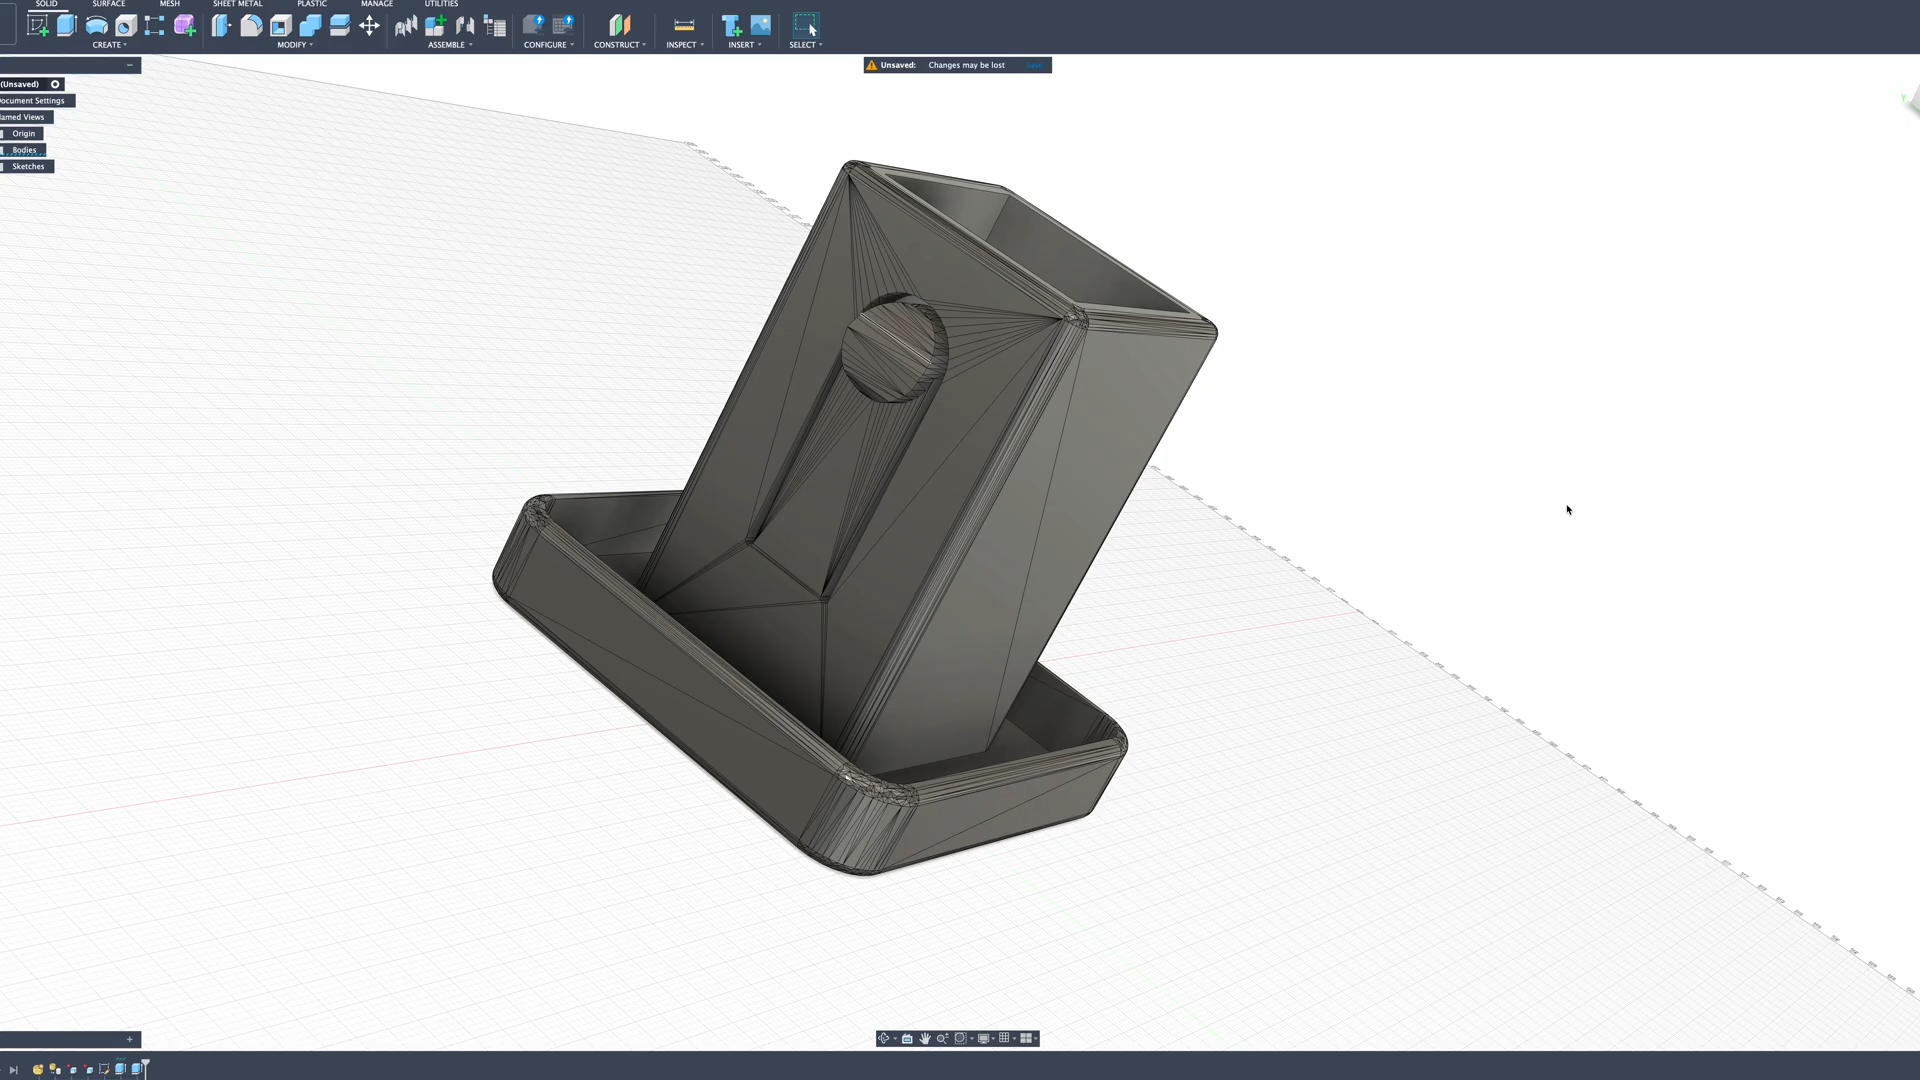 SOLID
SURFACE
MESH
SHEET METAL
PLASTIC
MANAGE
UTILITIES
CREATE
MODIFY
ASSEMBLE
CONFIGURE
CONSTRUCT
INSPECT
INSERT
SELECT
Unsaved: Changes may be lost Save
(Unsaved)
ocument Settings
amed Views
Origin
Bodies
Sketches